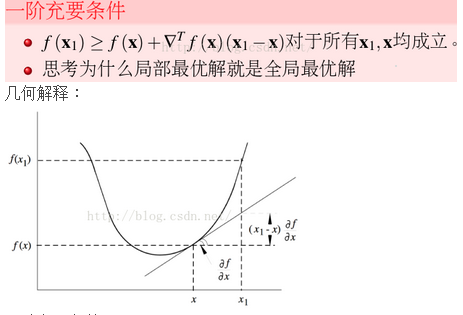 一阶充要条件
f(x₁) ≥ f(x) + ∇ᵀf(x)(x₁−x)对于所有x₁,x均成立。
思考为什么局部最优解就是全局最优解
几何解释：
f(x₁)
http://blog.csdn.net/
(x₁-x) ∂f/∂x
f(x)
∂f/∂x
x
x₁